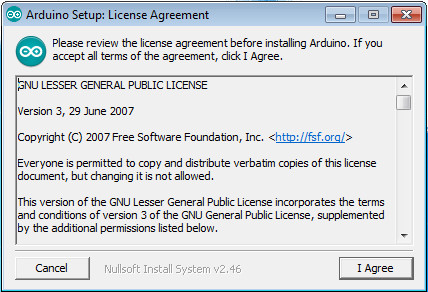 Arduino Setup: License Agreement
Please review the license agreement before installing Arduino. If you
accept all terms of the agreement, click I Agree.
GNU LESSER GENERAL PUBLIC LICENSE
Version 3, 29 June 2007
Copyright (C) 2007 Free Software Foundation, Inc. <http://fsf.org/>
Everyone is permitted to copy and distribute verbatim copies of this license
document, but changing it is not allowed.
This version of the GNU Lesser General Public License incorporates the terms
and conditions of version 3 of the GNU General Public License, supplemented
by the additional permissions listed below.
Cancel Nullsoft Install System v2.46 I Agree